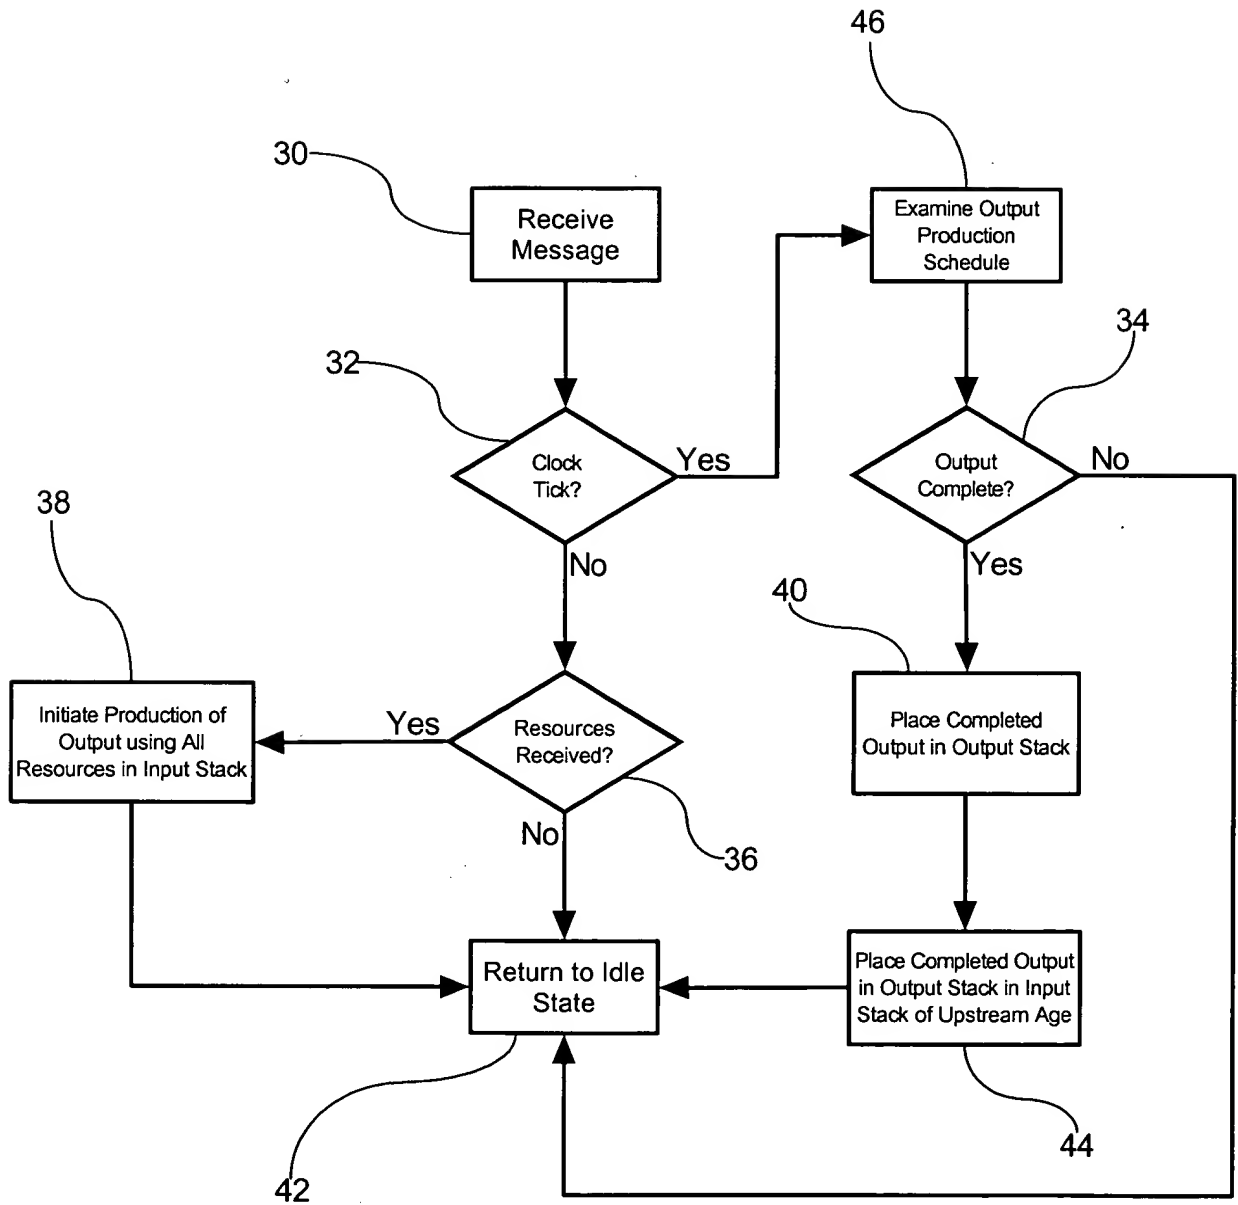 46
30
Receive
Message
Examine Output
Production
Schedule
34
32
Clock
Tick?
Yes
Output
Complete?
No
38
No
Yes
40
Initiate Production of
Output using All
Resources in Input Stack
Yes
Resources
Received?
Place Completed
Output in Output Stack
No
36
Return to Idle
State
Place Completed Output
in Output Stack in Input
Stack of Upstream Age
44
42